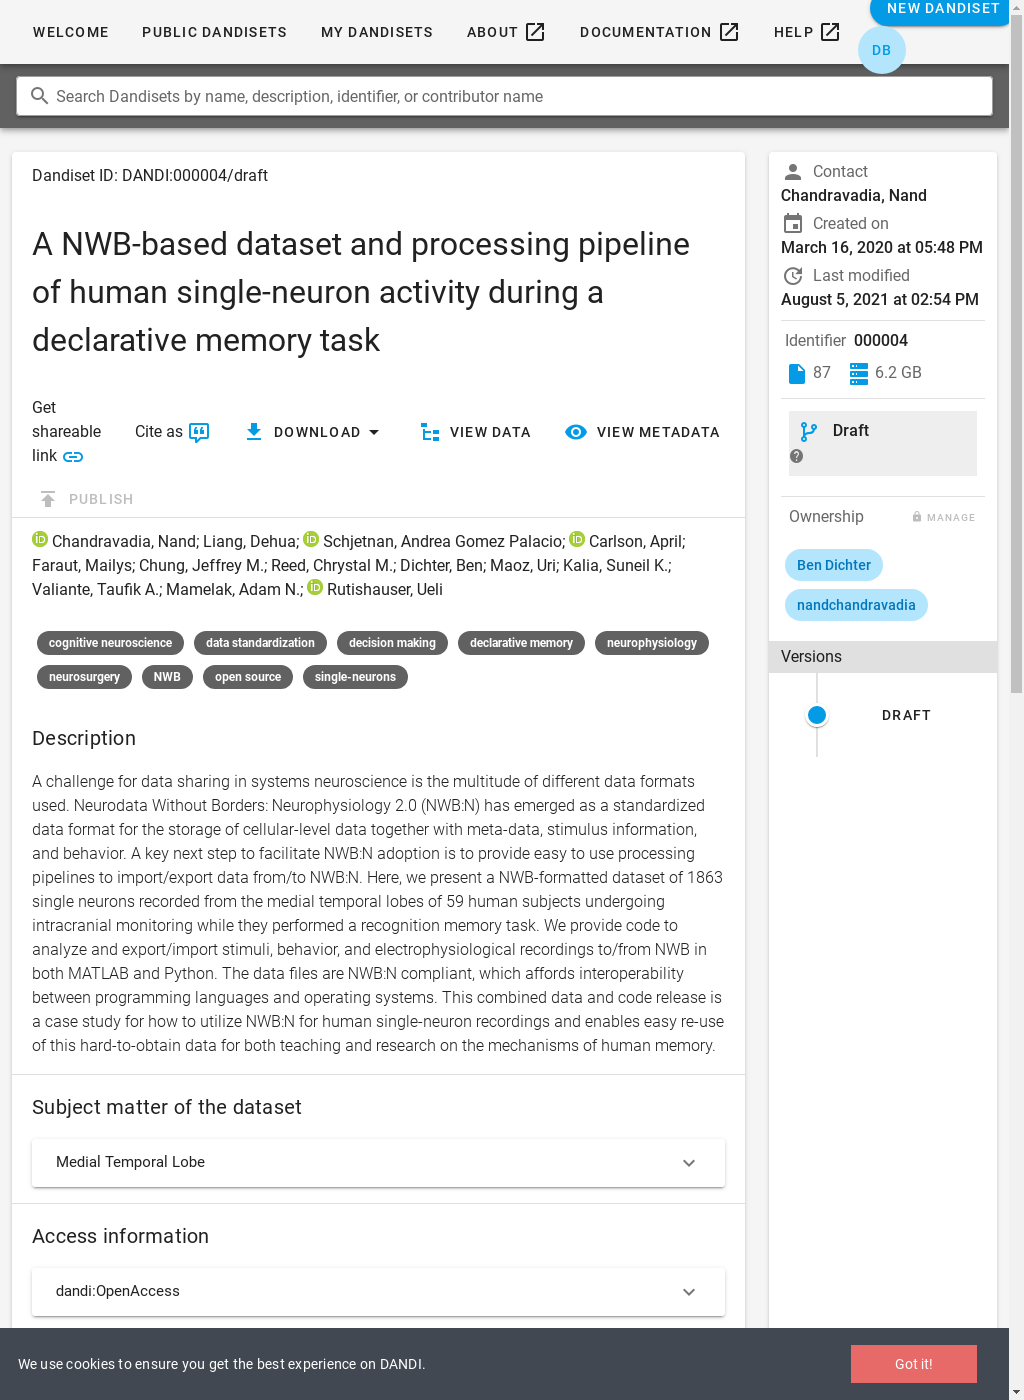 NEW DANDISET
WELCOME PUBLIC DANDISETS MY DANDISETS ABOUT DOCUMENTATION HELP
DB
Search Dandisets by name, description, identifier, or contributor name
Dandiset ID: DANDI:000004/draft
A NWB-based dataset and processing pipeline
of human single-neuron activity during a
declarative memory task
Get
shareable
link
Cite as
DOWNLOAD
VIEW DATA
VIEW METADATA
PUBLISH
Chandravadia, Nand; Liang, Dehua; Schjetnan, Andrea Gomez Palacio; Carlson, April;
Faraut, Mailys; Chung, Jeffrey M.; Reed, Chrystal M.; Dichter, Ben; Maoz, Uri; Kalia, Suneil K.;
Valiante, Taufik A.; Mamelak, Adam N.; Rutishauser, Ueli
cognitive neuroscience data standardization decision making declarative memory neurophysiology
neurosurgery NWB open source single-neurons
Description
A challenge for data sharing in systems neuroscience is the multitude of different data formats
used. Neurodata Without Borders: Neurophysiology 2.0 (NWB:N) has emerged as a standardized
data format for the storage of cellular-level data together with meta-data, stimulus information,
and behavior. A key next step to facilitate NWB:N adoption is to provide easy to use processing
pipelines to import/export data from/to NWB:N. Here, we present a NWB-formatted dataset of 1863
single neurons recorded from the medial temporal lobes of 59 human subjects undergoing
intracranial monitoring while they performed a recognition memory task. We provide code to
analyze and export/import stimuli, behavior, and electrophysiological recordings to/from NWB in
both MATLAB and Python. The data files are NWB:N compliant, which affords interoperability
between programming languages and operating systems. This combined data and code release is
a case study for how to utilize NWB:N for human single-neuron recordings and enables easy re-use
of this hard-to-obtain data for both teaching and research on the mechanisms of human memory.
Subject matter of the dataset
Medial Temporal Lobe
Access information
dandi:OpenAccess
Contact
Chandravadia, Nand
Created on
March 16, 2020 at 05:48 PM
Last modified
August 5, 2021 at 02:54 PM
Identifier 000004
87 6.2 GB
Draft
Ownership MANAGE
Ben Dichter
nandchandravadia
Versions
DRAFT
We use cookies to ensure you get the best experience on DANDI.
Got it!